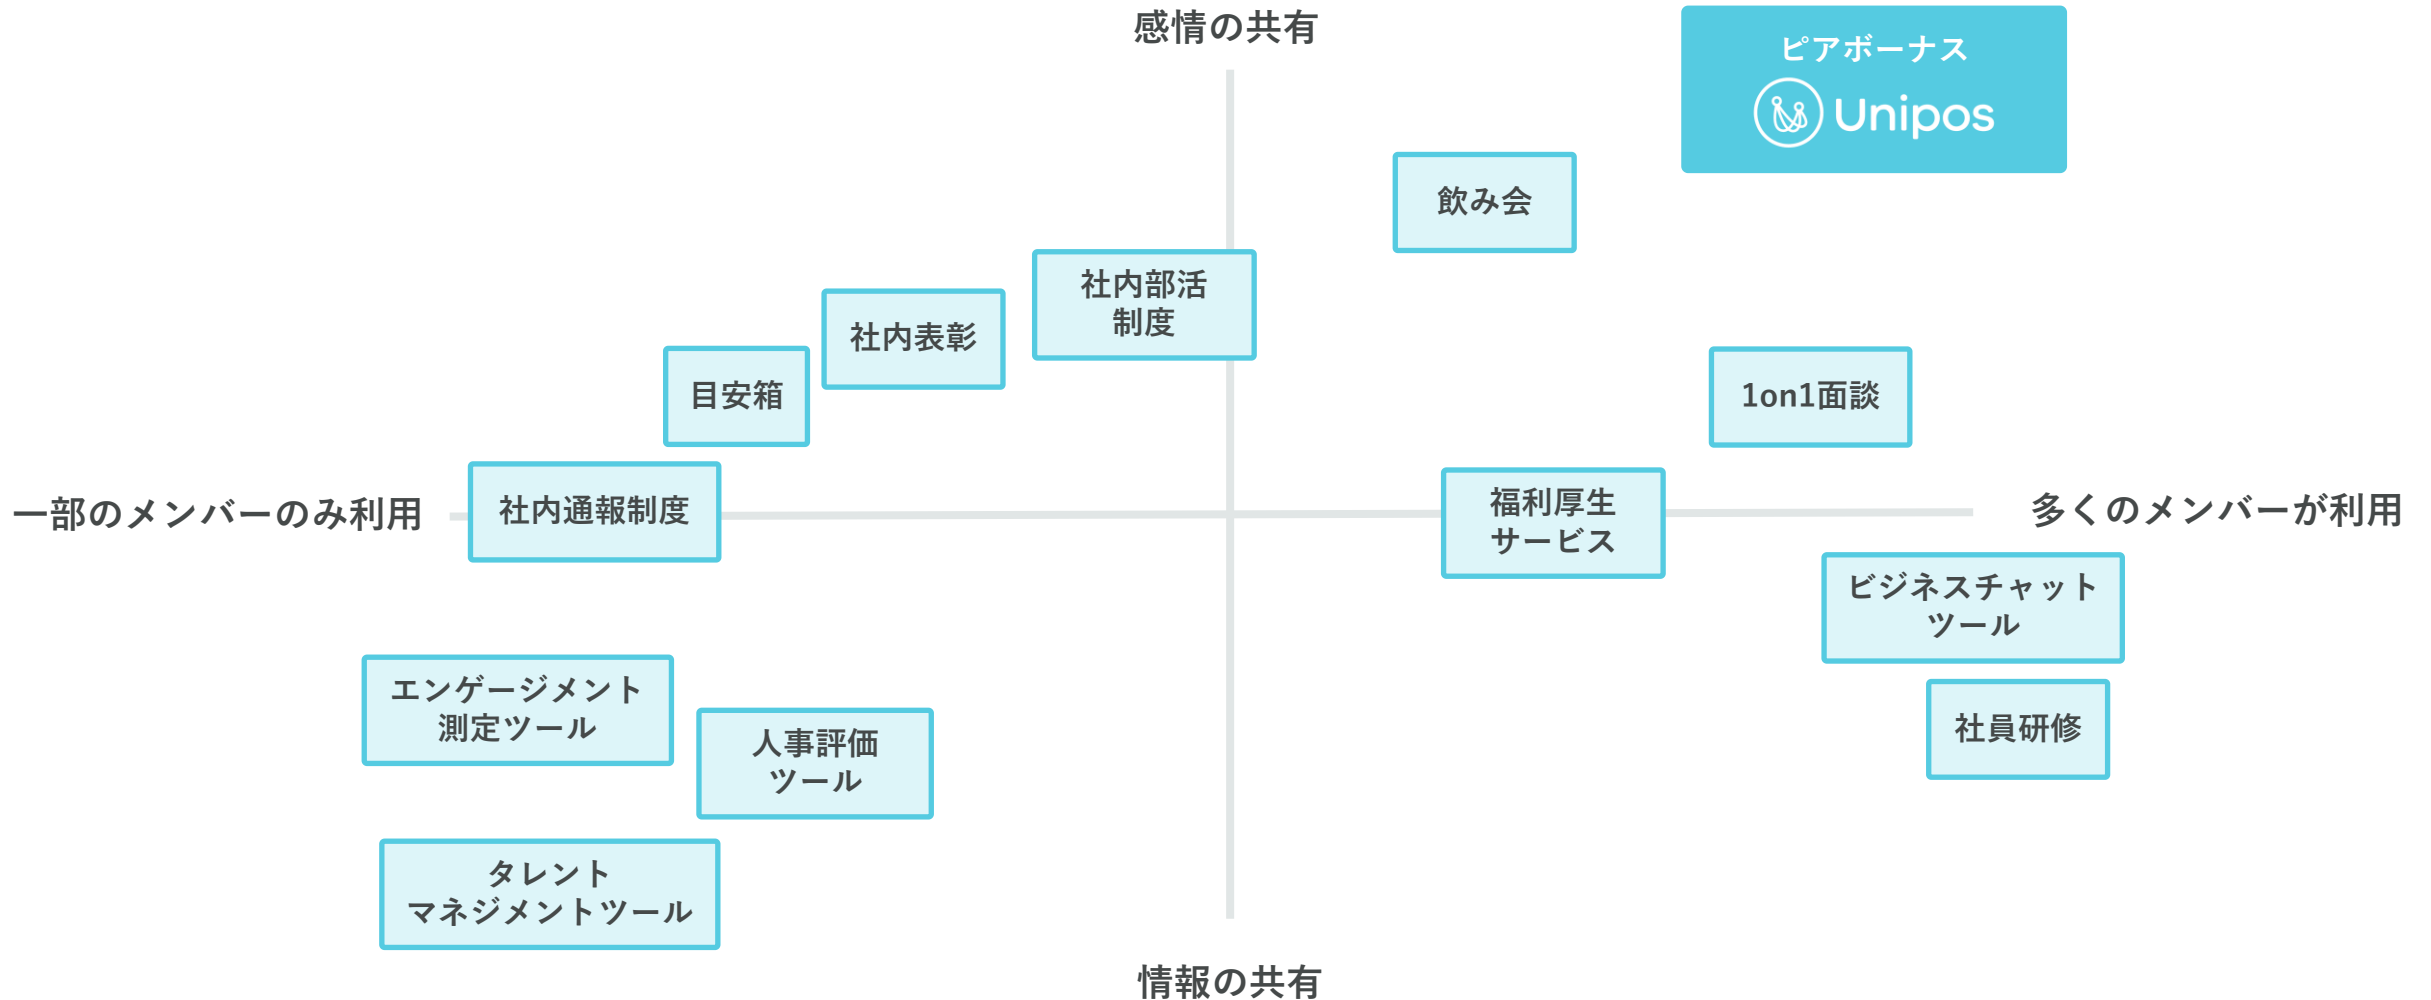 感情の共有
ピアボーナス
Unipos
飲み会
社内部活
制度
社内表彰
目安箱
1on1面談
社内通報制度
一部のメンバーのみ利用
福利厚生
サービス
多くのメンバーが利用
ビジネスチャット
ツール
エンゲージメント
測定ツール
人事評価
ツール
社員研修
タレント
マネジメントツール
情報の共有